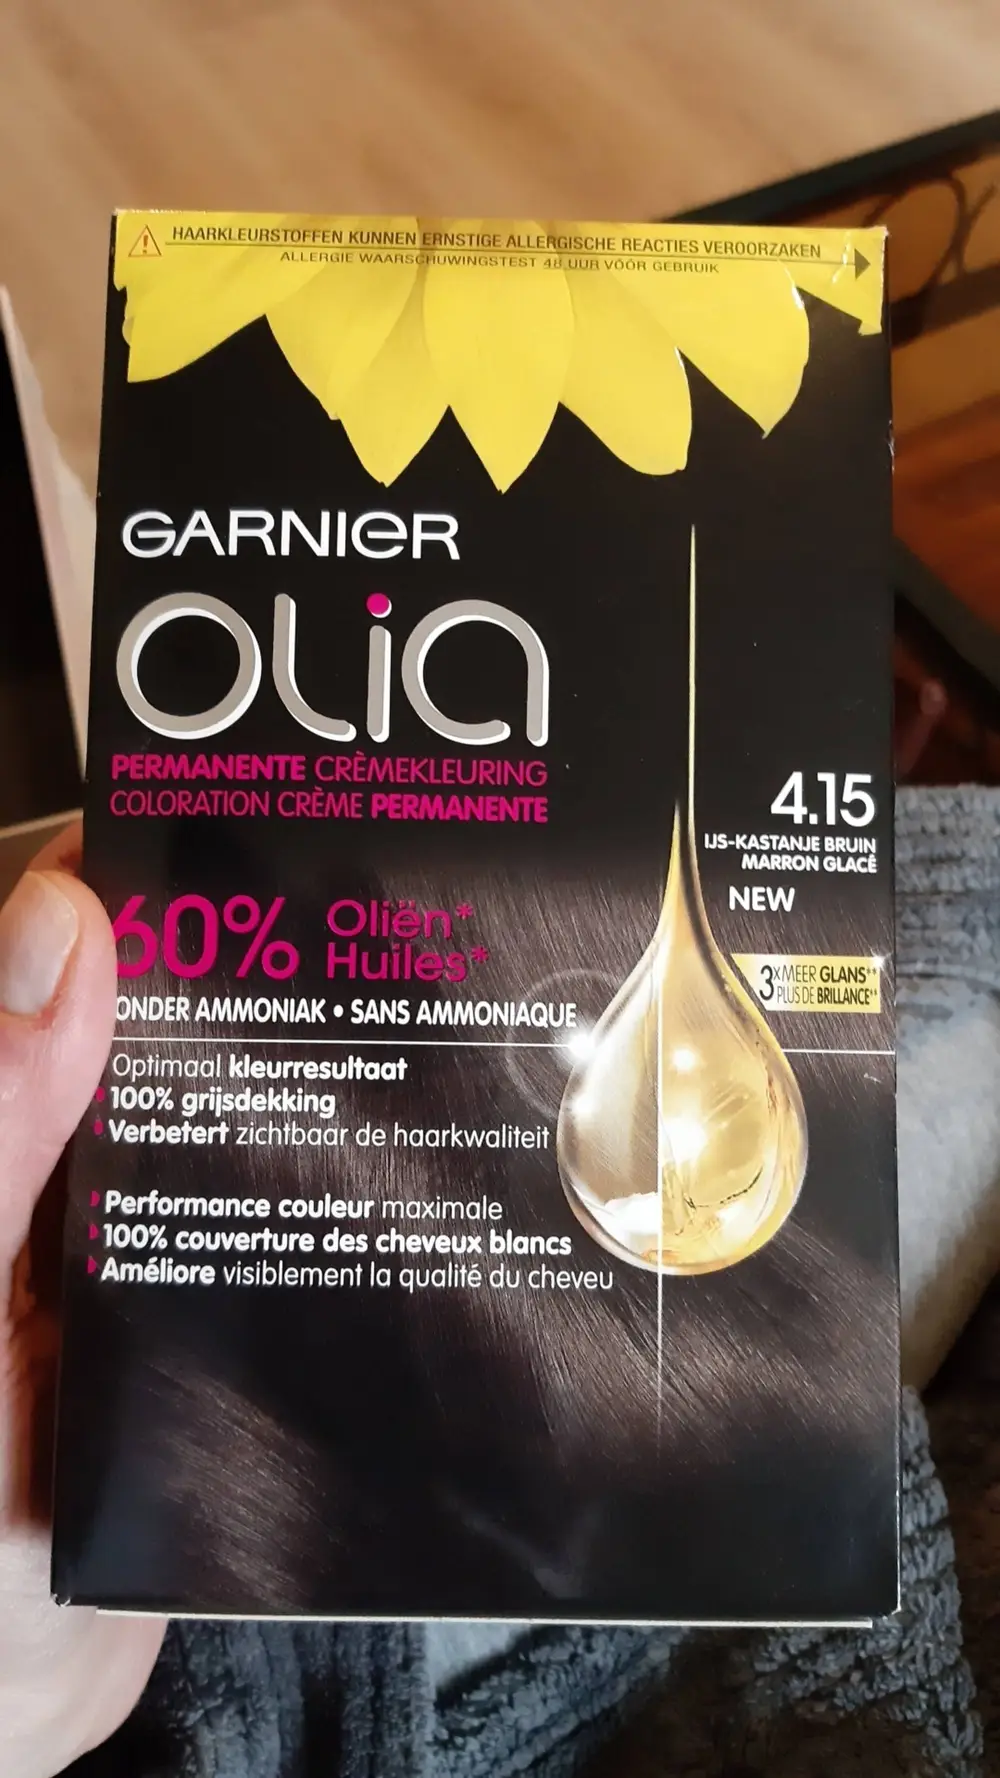 HAARKLEURSTOFFEN KUNNEN ERNSTIGE ALLERGISCHE REACTIES VEROORZAKEN
ALLERGIE WAARSCHUWINGSTEST 48 UUR VÓÓR GEBRUIK
GARNIER
OLIA
PERMANENTE CRÈMEKLEURING
COLORATION CRÈME PERMANENTE
4.15
IJS-KASTANJE BRUIN
MARRON GLACÉ
NEW
60% Oliën*
Huiles*
3x MEER GLANS**
PLUS DE BRILLANCE**
ONDER AMMONIAK • SANS AMMONIAQUE
Optimaal kleurresultaat
100% grijsdekking
Verbetert zichtbaar de haarkwaliteit
Performance couleur maximale
100% couverture des cheveux blancs
Améliore visiblement la qualité du cheveu